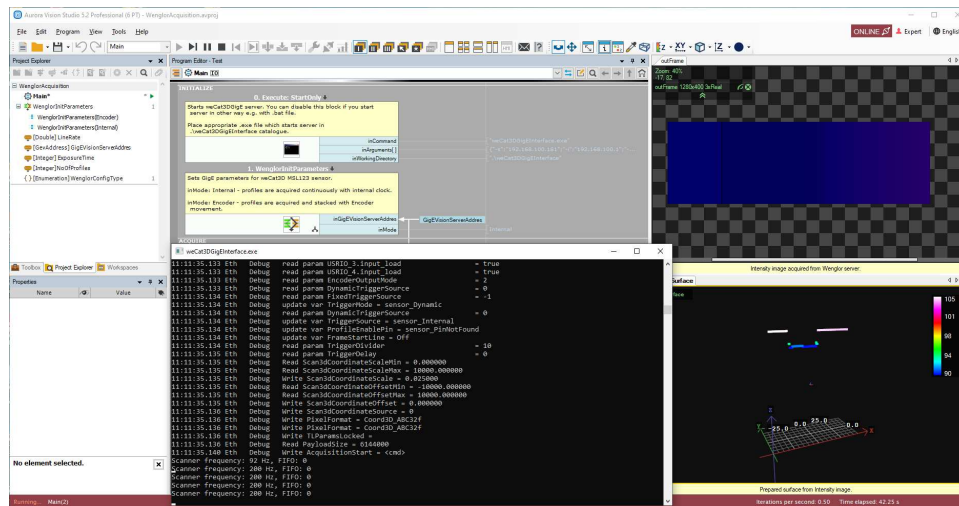 Aurora Vision Studio 5.2 Professional (6 PT) - WenglorAcquisition.avproj
File Edit Program View Tools Help
ONLINE
Expert
English
Main
Project Explorer
WenglorAcquisition
Main*
WenglorInitParameters 1
WenglorInitParameters(Encoder)
WenglorInitParameters(Internal)
[Double] LineRate
[GevAddress] GigEVisionServerAddres
[Integer] ExposureTime
[Integer] NoOfProfiles
{ } [Enumeration] WenglorConfigType 1
Toolbox Project Explorer Workspaces
Properties
Name Value
No element selected.
Running... Main(2)
Program Editor - Test
Main
INITIALIZE
0. Execute: StartOnly
Starts weCat3DGigE server. You can disable this block if you start
server in other way e.g. with .bat file.
Place appropriate .exe file which starts server in
.\weCat3DGigEInterface catalogue.
inCommand
inArguments[]
inWorkingDirectory
"weCat3DGigEInterface.exe"
".\weCat3DGigEInterface"
1. WenglorInitParameters
Sets GigE parameters for weCat3D MSL123 sensor.
inMode: Internal - profiles are acquired continuously with internal clock.
inMode: Encoder - profiles are acquired and stacked with Encoder
movement.
inGigEVisionServerAddres
GigEVisionServerAddres
inMode
Internal
ACQUIRE
weCat3DGigEInterface.exe
11:11:35.133 Eth Debug read param USRIO_3.input_load = true
11:11:35.133 Eth Debug read param USRIO_4.input_load = true
11:11:35.133 Eth Debug read param EncoderOutputMode = 2
11:11:35.133 Eth Debug read param DynamicTriggerSource = 0
11:11:35.134 Eth Debug read param FixedTriggerSource = -1
11:11:35.134 Eth Debug update var TriggerMode = sensor_Dynamic
11:11:35.134 Eth Debug read param DynamicTriggerSource = 0
11:11:35.134 Eth Debug update var TriggerSource = sensor_Internal
11:11:35.134 Eth Debug update var ProfileEnablePin = sensor_PinNotFound
11:11:35.134 Eth Debug update var FrameStartLine = Off
11:11:35.134 Eth Debug read param TriggerDivider = 10
11:11:35.134 Eth Debug read param TriggerDelay = 0
11:11:35.135 Eth Debug Read Scan3dCoordinateScaleMin = 0.000000
11:11:35.135 Eth Debug Read Scan3dCoordinateScaleMax = 10000.000000
11:11:35.135 Eth Debug Write Scan3dCoordinateScale = 0.025000
11:11:35.135 Eth Debug Read Scan3dCoordinateOffsetMin = -10000.000000
11:11:35.135 Eth Debug Read Scan3dCoordinateOffsetMax = 10000.000000
11:11:35.135 Eth Debug Write Scan3dCoordinateOffset = 0.000000
11:11:35.136 Eth Debug Write Scan3dCoordinateSource = 0
11:11:35.136 Eth Debug Write PixelFormat = Coord3D_ABC32f
11:11:35.136 Eth Debug Write PixelFormat = Coord3D_ABC32f
11:11:35.136 Eth Debug Write TLParamsLocked =
11:11:35.136 Eth Debug Read PayloadSize = 6144000
11:11:35.140 Eth Debug Write AcquisitionStart = <cmd>
Scanner frequency: 92 Hz, FIFO: 0
Scanner frequency: 200 Hz, FIFO: 0
Scanner frequency: 200 Hz, FIFO: 0
Scanner frequency: 200 Hz, FIFO: 0
outFrame
Zoom: 40%
-17, 52
outFrame 1280x400 3xReal
Intensity image acquired from Wenglor server.
Surface
105
101
98
94
90
Z
Y
X
-25.0 0.0 25.0 0.0
Prepared surface from Intensity image.
Iterations per second: 0.50 Time elapsed: 42.25 s